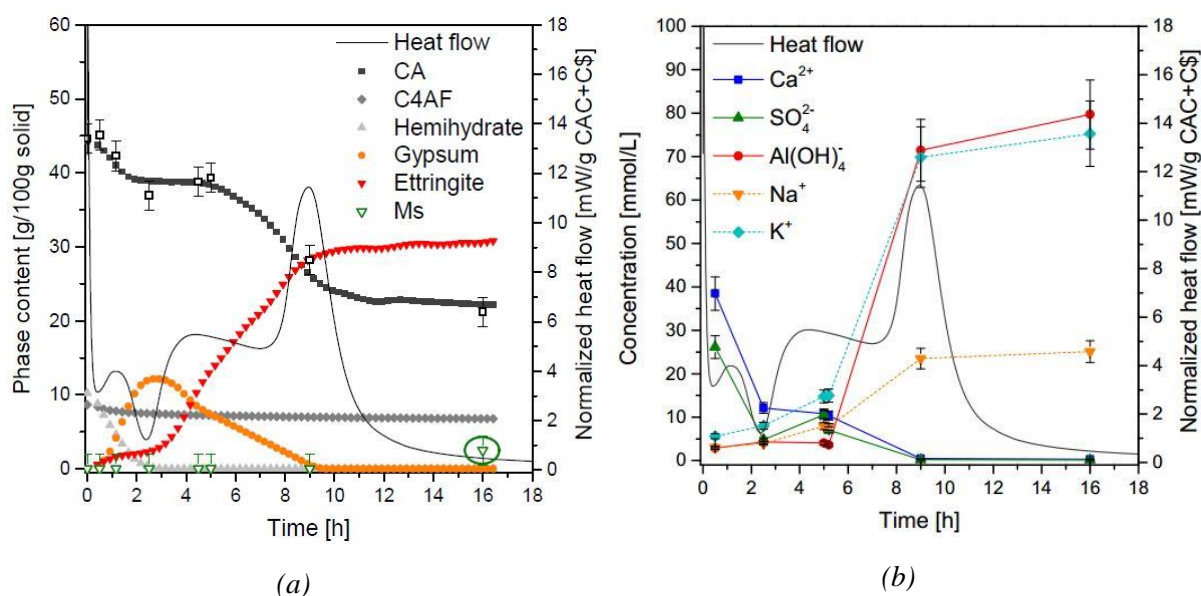 60
50
40
30
20
10
0
Phase content [g/100g solid]
Heat flow
CA
C4AF
Hemihydrate
Gypsum
Ettringite
Ms
18
16
14
12
10
8
6
4
2
0
Normalized heat flow [mW/g CAC+C$]
0 2 4 6 8 10 12 14 16 18
Time [h]
(a)
100
90
80
70
60
50
40
30
20
10
0
Concentration [mmol/L]
Heat flow
Ca²⁺
SO₄²⁻
Al(OH)₄⁻
Na⁺
K⁺
18
16
14
12
10
8
6
4
2
0
Normalized heat flow [mW/g CAC+C$]
0 2 4 6 8 10 12 14 16 18
Time [h]
(b)